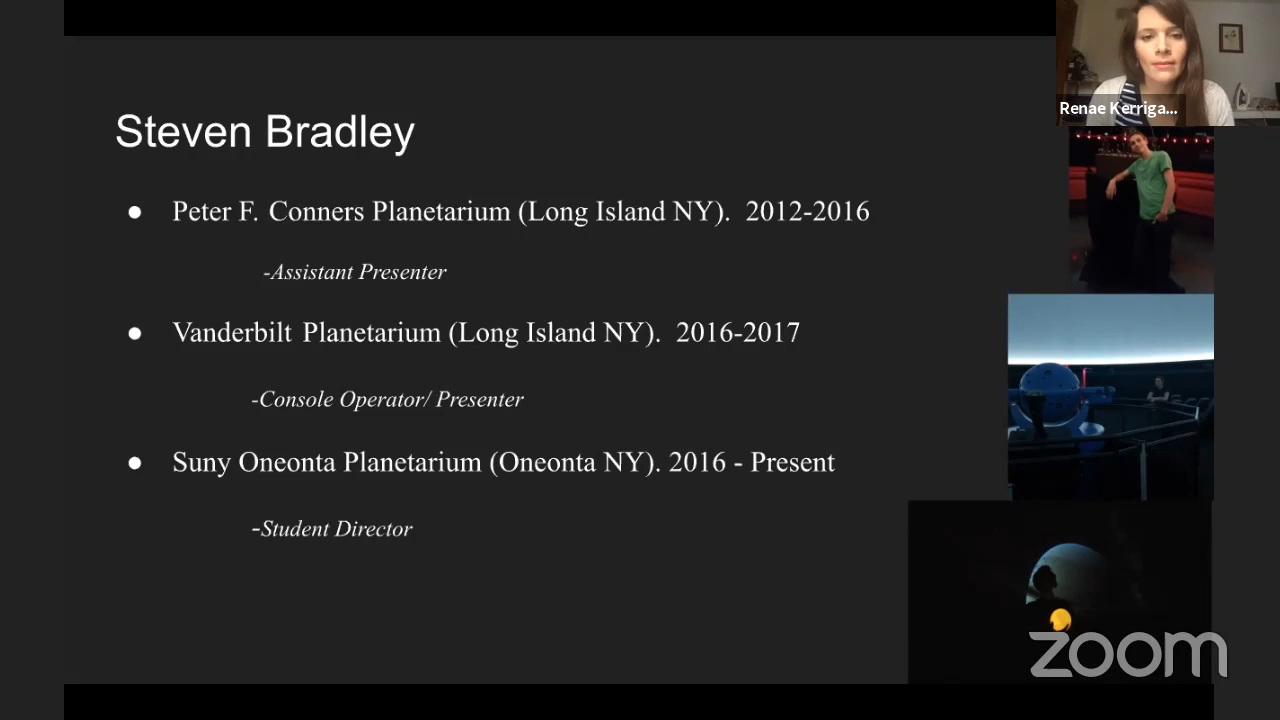 Renae Kerriga...
Steven Bradley
● Peter F. Conners Planetarium (Long Island NY). 2012-2016
-Assistant Presenter
● Vanderbilt Planetarium (Long Island NY). 2016-2017
-Console Operator/ Presenter
● Suny Oneonta Planetarium (Oneonta NY). 2016 - Present
-Student Director
zoom